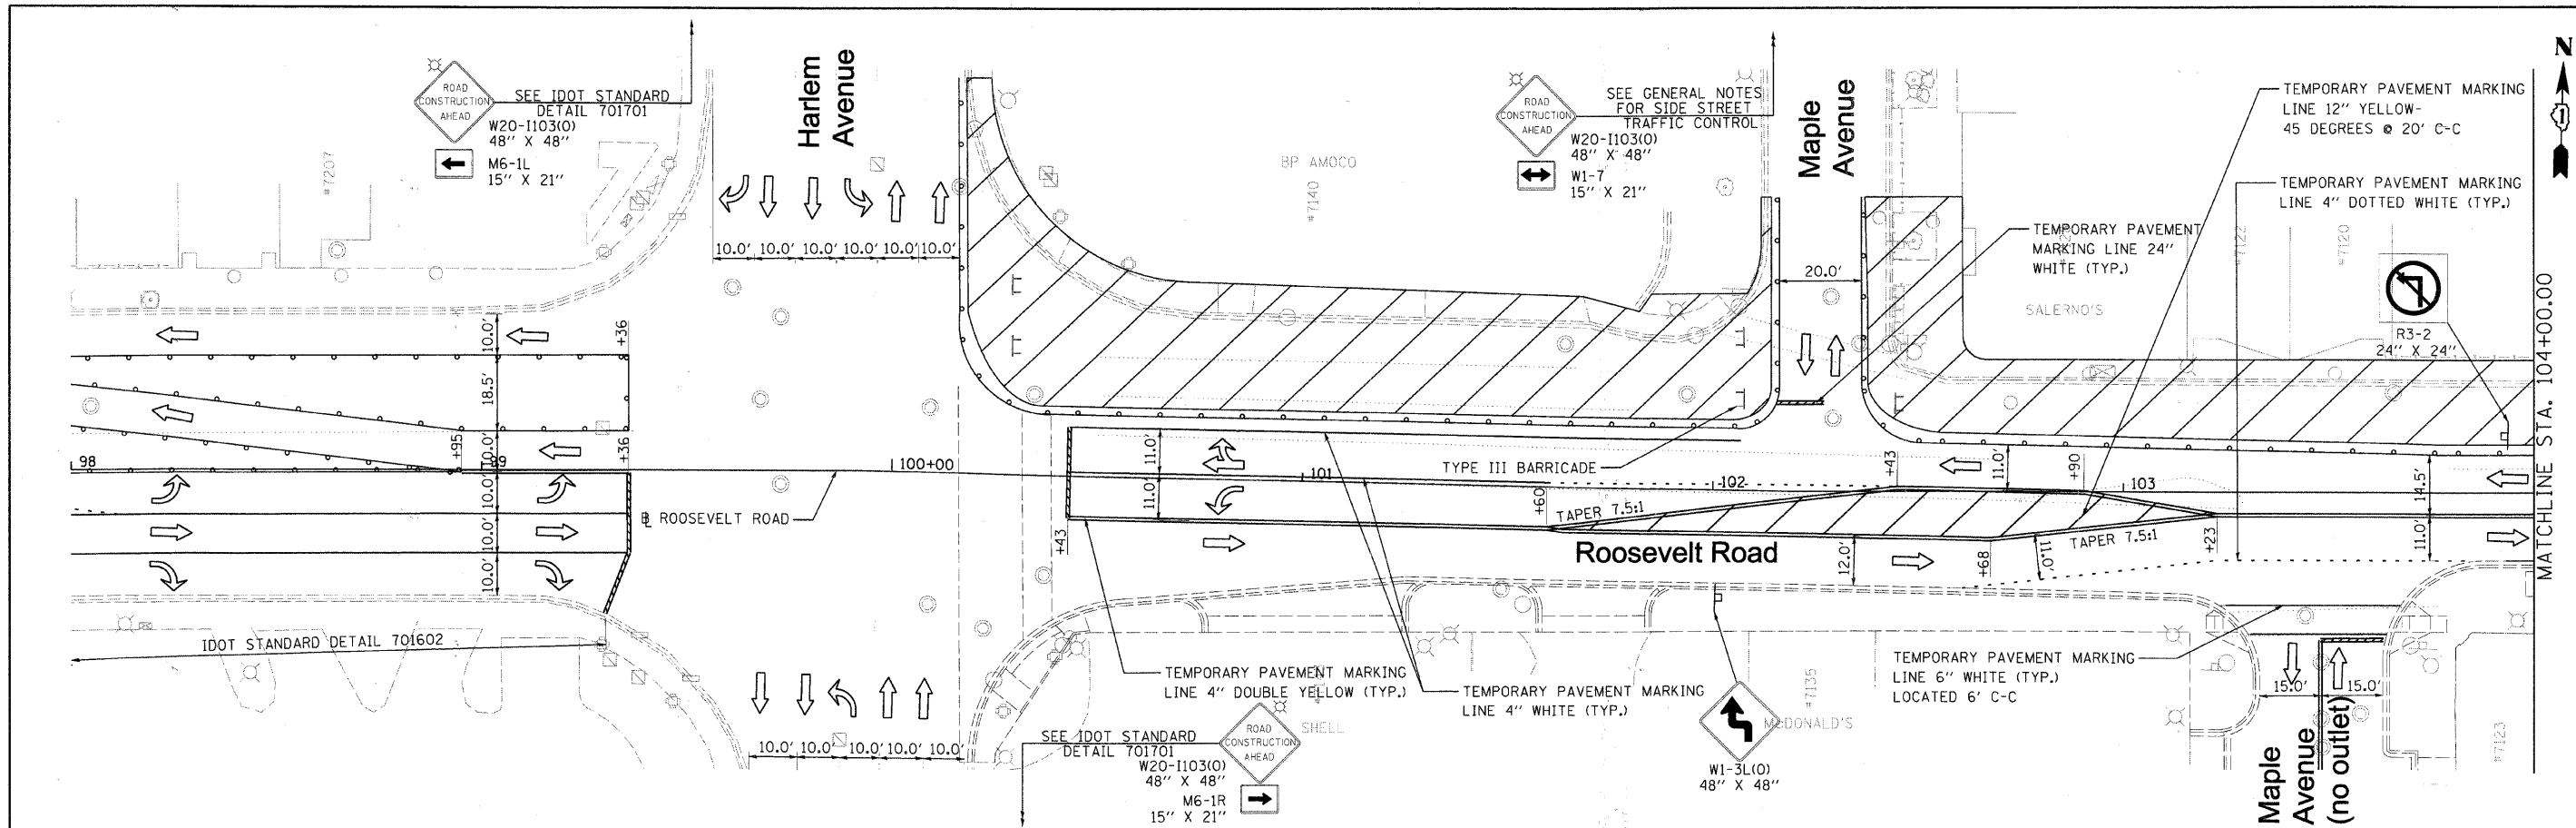 ROAD
CONSTRUCTION
AHEAD
SEE IDOT STANDARD
DETAIL 701701
W20-I103(O)
48" X 48"
M6-1L
15" X 21"
#7207
Harlem
Avenue
BP AMOCO
#7140
ROAD
CONSTRUCTION
AHEAD
SEE GENERAL NOTES
FOR SIDE STREET
TRAFFIC CONTROL
W20-I103(O)
48" X 48"
W1-7
15" X 21"
Maple
Avenue
TEMPORARY PAVEMENT MARKING
LINE 12" YELLOW-
45 DEGREES @ 20' C-C
TEMPORARY PAVEMENT MARKING
LINE 4" DOTTED WHITE (TYP.)
TEMPORARY PAVEMENT
MARKING LINE 24"
WHITE (TYP.)
#7122
#7120
SALERNO'S
R3-2
24" X 24"
N
1
MATCHLINE STA. 104+00.00
10.0' 10.0' 10.0' 10.0' 10.0' 10.0'
20.0'
10.0'
+36
18.5'
+95
10.0'
+36
98
99
10.0'
10.0'
10.0'
100+00
℄ ROOSEVELT ROAD
11.0'
11.0'
+43
101
TYPE III BARRICADE
+60
TAPER 7.5:1
102
+43
11.0'
+90
103
14.5'
11.0'
Roosevelt Road
12.0'
+68
11.0'
TAPER 7.5:1
+23
IDOT STANDARD DETAIL 701602
10.0' 10.0' 10.0' 10.0' 10.0'
TEMPORARY PAVEMENT MARKING
LINE 4" DOUBLE YELLOW (TYP.)
TEMPORARY PAVEMENT MARKING
LINE 4" WHITE (TYP.)
SEE IDOT STANDARD
DETAIL 701701
W20-I103(O)
48" X 48"
M6-1R
15" X 21"
ROAD
CONSTRUCTION
AHEAD
SHELL
W1-3L(O)
48" X 48"
#7135
MCDONALD'S
TEMPORARY PAVEMENT MARKING
LINE 6" WHITE (TYP.)
LOCATED 6' C-C
15.0' 15.0'
Maple
Avenue
(no outlet)
#7123